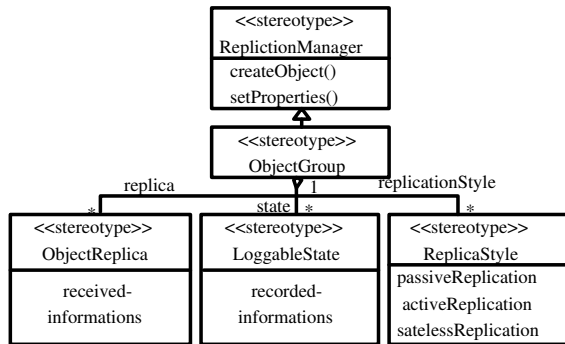 <<stereotype>>
ReplictionManager
createObject()
setProperties()
<<stereotype>>
ObjectGroup
1
replica
replicationStyle
state
*
*
*
<<stereotype>>
ObjectReplica
received-
informations
<<stereotype>>
LoggableState
recorded-
informations
<<stereotype>>
ReplicaStyle
passiveReplication
activeReplication
satelessReplication